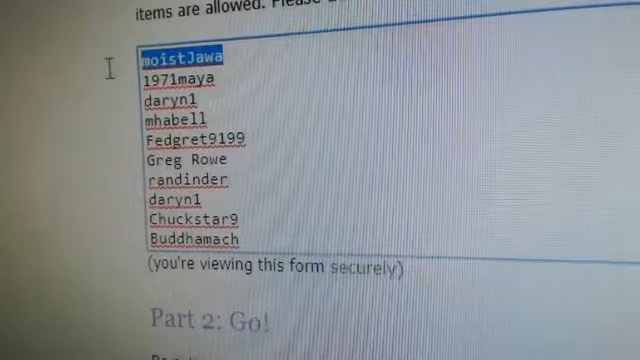 items are allowed. Please
moistJawa
1971maya
daryn1
mhabell
Fedgret9199
Greg Rowe
randinder
daryn1
Chuckstar9
Buddhamach
(you're viewing this form securely)
Part 2: Go!